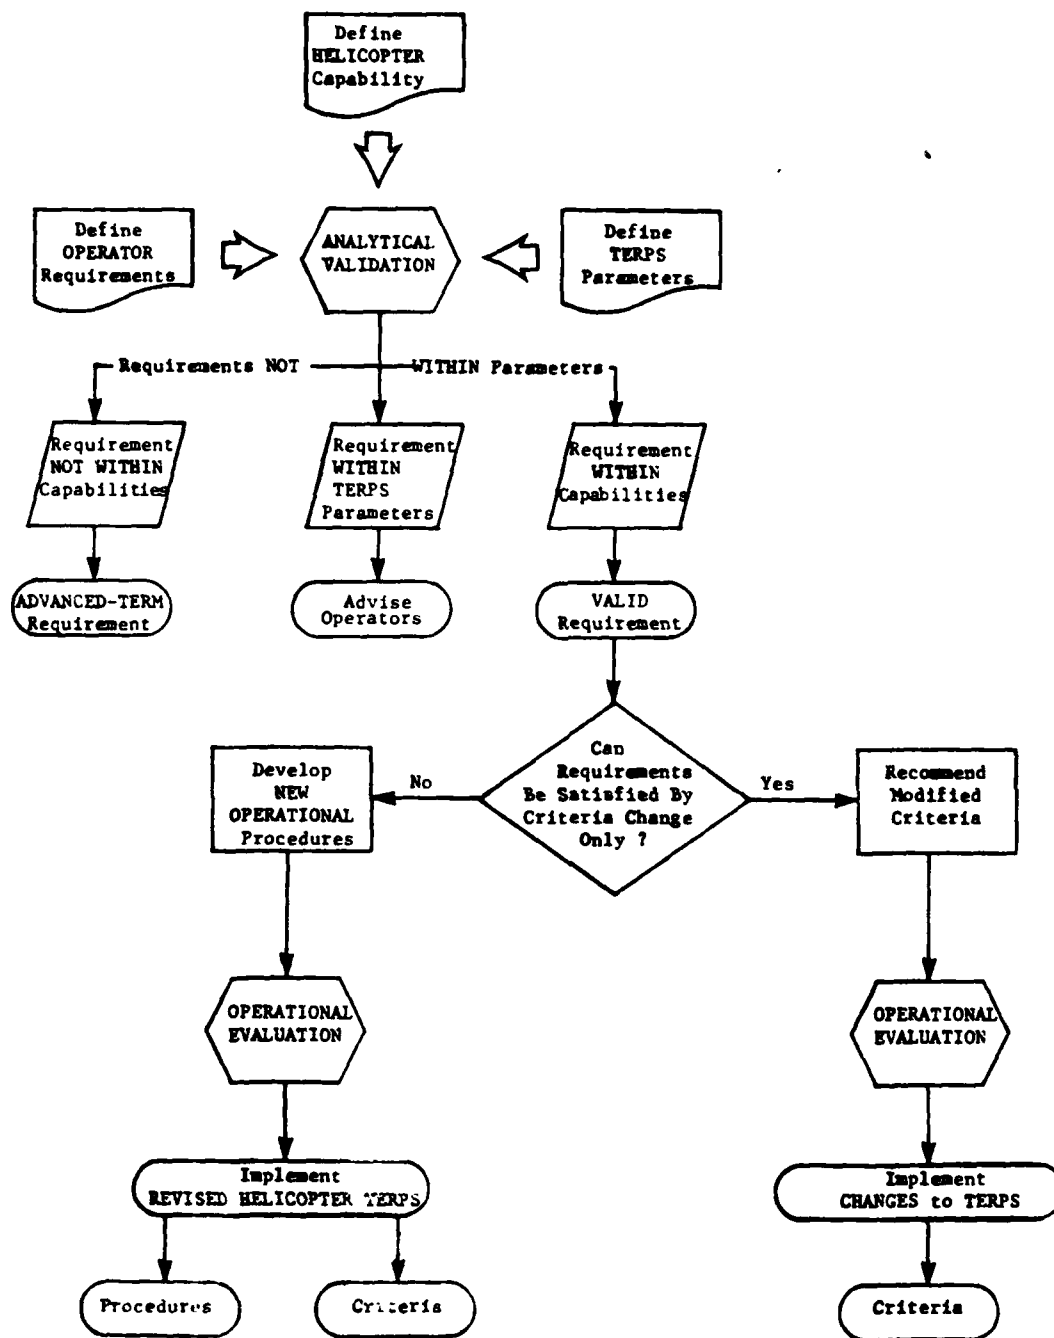 Define
HELICOPTER
Capability
Define
OPERATOR
Requirements
ANALYTICAL
VALIDATION
Define
TERPS
Parameters
Requirements NOT WITHIN Parameters
Requirement
NOT WITHIN
Capabilities
Requirement
WITHIN
TERPS
Parameters
Requirement
WITHIN
Capabilities
ADVANCED-TERM
Requirement
Advise
Operators
VALID
Requirement
Can
Requirements
Be Satisfied By
Criteria Change
Only ?
No
Yes
Develop
NEW
OPERATIONAL
Procedures
Recommend
Modified
Criteria
OPERATIONAL
EVALUATION
OPERATIONAL
EVALUATION
Implement
REVISED HELICOPTER TERPS
Implement
CHANGES to TERPS
Procedures
Criteria
Criteria